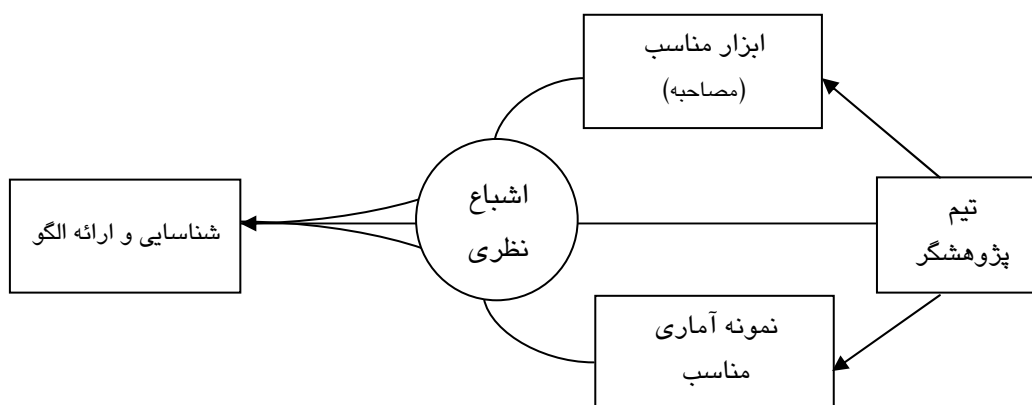 ابزار مناسب
(مصاحبه)
تیم
پژوهشگر
اشباع
نظری
شناسایی و ارائه الگو
نمونه آماری
مناسب